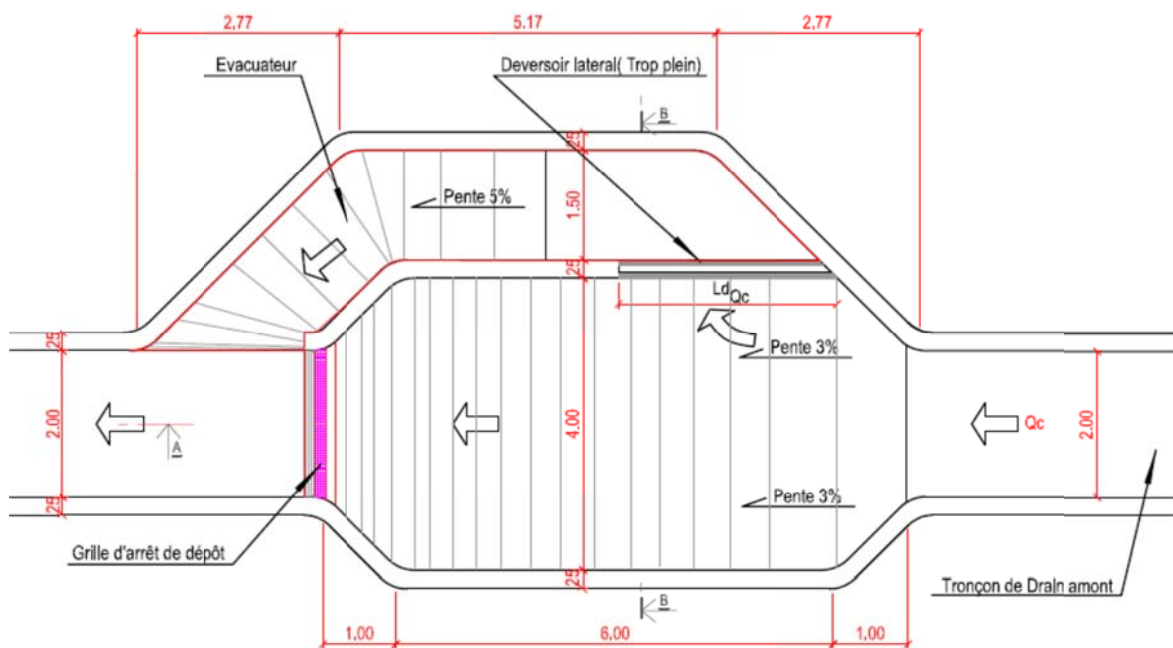 2,77
5.17
2,77
Evacuateur
Deversoir lateral( Trop plein)
B
25
Pente 5%
1.50
25
Ld Qc
Pente 3%
25
25
2.00
A
4.00
Qc
2.00
Pente 3%
25
25
Grille d'arrêt de dépôt
25
B
Tronçon de Drain amont
1,00
6,00
1,00